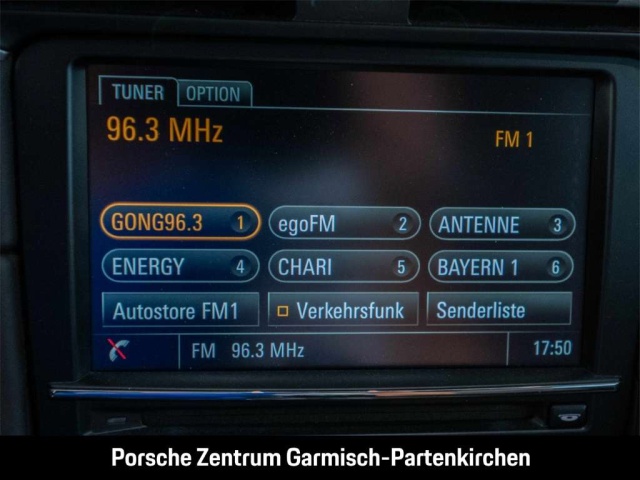 TUNER OPTION
96.3 MHz FM 1
GONG96.3 1 egoFM 2 ANTENNE 3
ENERGY 4 CHARI 5 BAYERN 1 6
Autostore FM1 Verkehrsfunk Senderliste
FM 96.3 MHz 17:50
Porsche Zentrum Garmisch-Partenkirchen